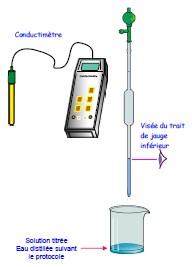 Conductimètre
Visée du trait
de jauge
inférieur
Solution titrée
Eau distillée suivant
le protocole